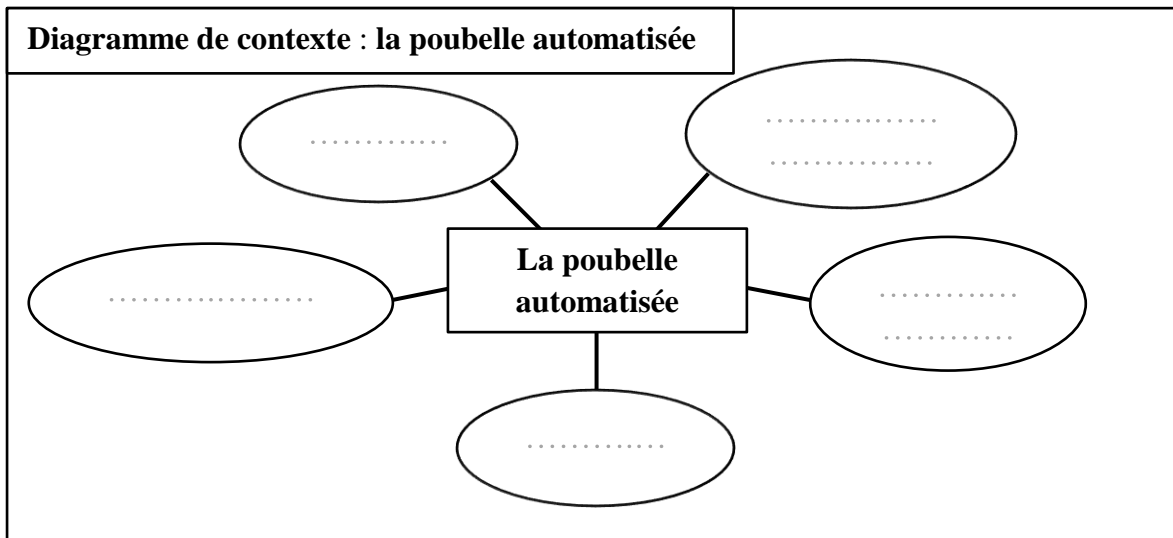 Diagramme de contexte : la poubelle automatisée
.............
................
...............
La poubelle
automatisée
...................
.............
............
.............